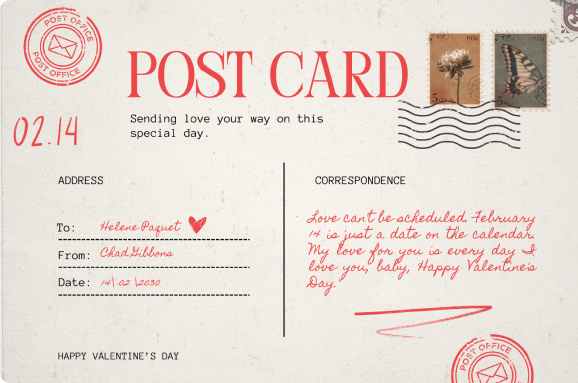 POST OFFICE
POST OFFICE
POST CARD
02.14
Sending love your way on this
special day.
ADDRESS
To: Helene Paquet
From: Chad Gibbons
Date: 14\02\2030
HAPPY VALENTINE'S DAY
CORRESPONDENCE
Love can't be scheduled. February
14 is just a date on the calendar.
My love for you is every day I
love you, baby, Happy Valentine's
Day.
POST OFFICE